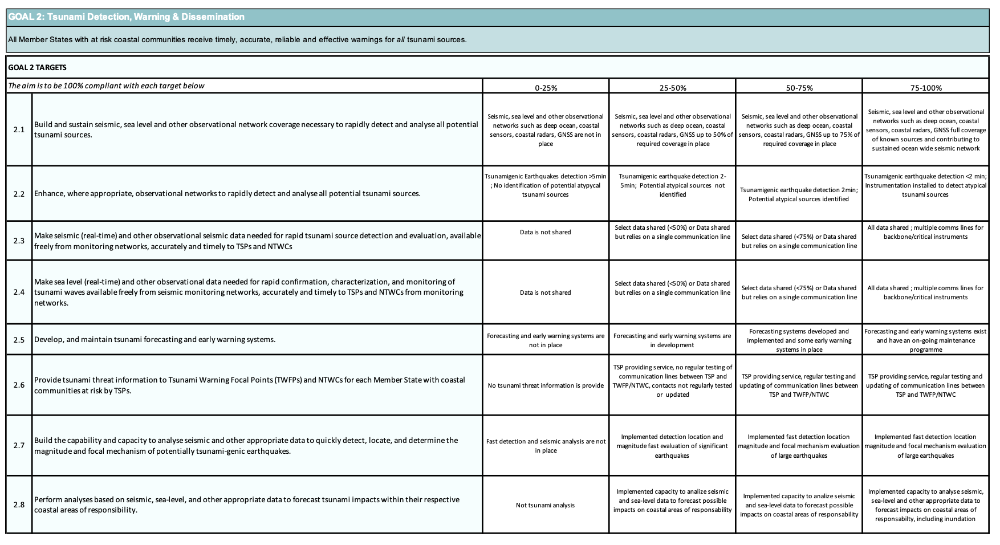 GOAL 2: Tsunami Detection, Warning & Dissemination
All Member States with at risk coastal communities receive timely, accurate, reliable and effective warnings for all tsunami sources.
GOAL 2 TARGETS
The aim is to be 100% compliant with each target below
0-25%
25-50%
50-75%
75-100%
2.1
Build and sustain seismic, sea level and other observational network coverage necessary to rapidly detect and analyse all potential
tsunami sources.
Seismic, sea level and other observational
networks such as deep ocean, coastal
sensors, coastal radars, GNSS are not in
place
Seismic, sea level and other observational
networks such as deep ocean, coastal
sensors, coastal radars, GNSS up to 50% of
required coverage in place
Seismic, sea level and other observational
networks such as deep ocean, coastal
sensors, coastal radars, GNSS up to 75% of
required coverage in place
Seismic, sea level and other observational
networks such as deep ocean, coastal
sensors, coastal radars, GNSS full coverage
of known sources and contributing to
sustained ocean wide seismic network
2.2
Enhance, where appropriate, observational networks to rapidly detect and analyse all potential tsunami sources.
Tsunamigenic Earthquakes detection >5min
; No identification of potential atypycal
tsunami sources
Tsunamigenic earthquake detection 2-
5min; Potential atypical sources not
identified
Tsunamigenic earthquake detection 2min;
Potential atypical sources identified
Tsunamigenic earthquake detection <2 min;
Instrumentation installed to detect atypical
tsunami sources
2.3
Make seismic (real-time) and other observational seismic data needed for rapid tsunami source detection and evaluation, available
freely from monitoring networks, accurately and timely to TSPs and NTWCs
Data is not shared
Select data shared (<50%) or Data shared
but relies on a single communication line
Select data shared (<75%) or Data shared
but relies on a single communication line
All data shared ; multiple comms lines for
backbone/critical instruments
2.4
Make sea level (real-time) and other observational data needed for rapid confirmation, characterization, and monitoring of
tsunami waves available freely from seismic monitoring networks, accurately and timely to TSPs and NTWCs from monitoring
networks.
Data is not shared
Select data shared (<50%) or Data shared
but relies on a single communication line
Select data shared (<75%) or Data shared
but relies on a single communication line
All data shared ; multiple comms lines for
backbone/critical instruments
2.5
Develop, and maintain tsunami forecasting and early warning systems.
Forecasting and early warning systems are
not in place
Forecasting and early warning systems are
in development
Forecasting systems developed and
implemented and some early warning
systems in place
Forecasting and early warning systems exist
and have an on-going maintenance
programme
2.6
Provide tsunami threat information to Tsunami Warning Focal Points (TWFPs) and NTWCs for each Member State with coastal
communities at risk by TSPs.
No tsunami threat information is provide
TSP providing service, no regular testing of
communication lines between TSP and
TWFP/NTWC, contacts not regularly tested
or updated
TSP providing service, regular testing and
updating of communication lines between
TSP and TWFP/NTWC
TSP providing service, regular testing and
updating of communication lines between
TSP and TWFP/NTWC
2.7
Build the capability and capacity to analyse seismic and other appropriate data to quickly detect, locate, and determine the
magnitude and focal mechanism of potentially tsunami-genic earthquakes.
Fast detection and seismic analysis are not
in place
Implemented detection location and
magnitude fast evaluation of significant
earthquakes
Implemented fast detection location
magnitude and focal mechanism evaluation
of large earthquakes
Implemented fast detection location
magnitude and focal mechanism evaluation
of large earthquakes
2.8
Perform analyses based on seismic, sea-level, and other appropriate data to forecast tsunami impacts within their respective
coastal areas of responsibility.
Not tsunami analysis
Implemented capacity to analize seismic
and sea-level data to forecast possible
impacts on coastal areas of responsability
Implemented capacity to analize seismic
and sea-level data to forecast possible
impacts on coastal areas of responsability
Implemented capacity to analyse seismic,
sea-level and other appropriate data to
forecast impacts on coastal areas of
responsabilty, including inundation